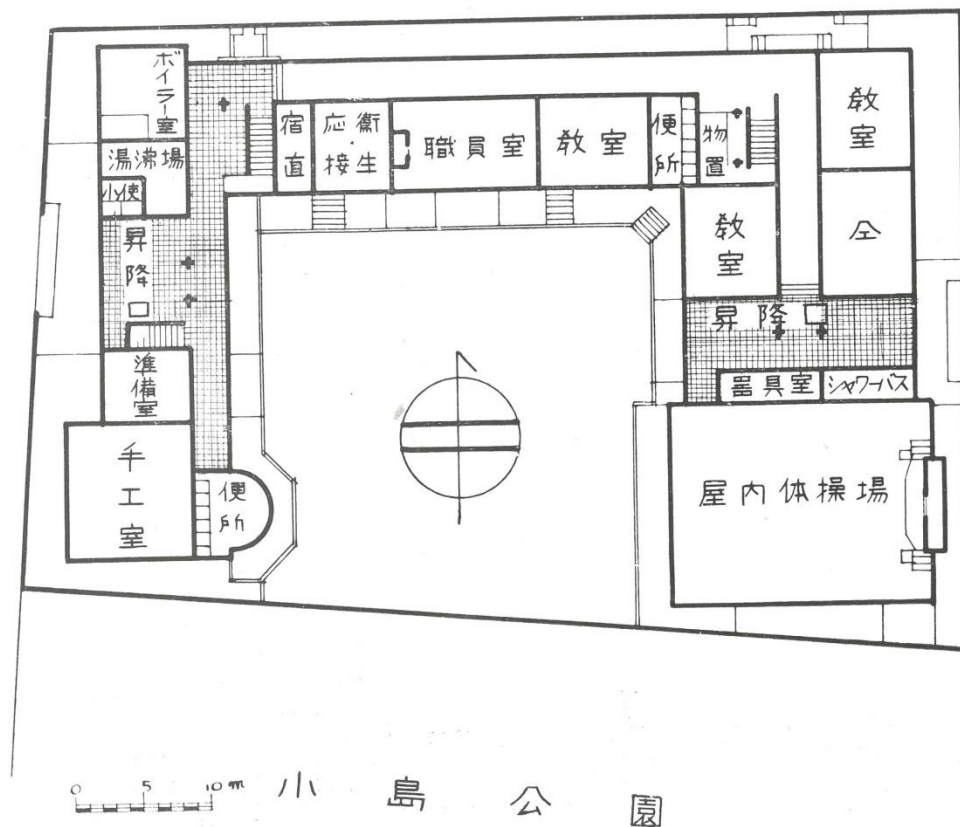 ボイラー室
湯沸場
小使
昇降
準備室
手工室
便所
宿直
応接・衛生
職員室
教室
便所
物置
教室
仝
教室
昇降
器具室
シャワーバス
屋内体操場
0 5 10m
小島公園